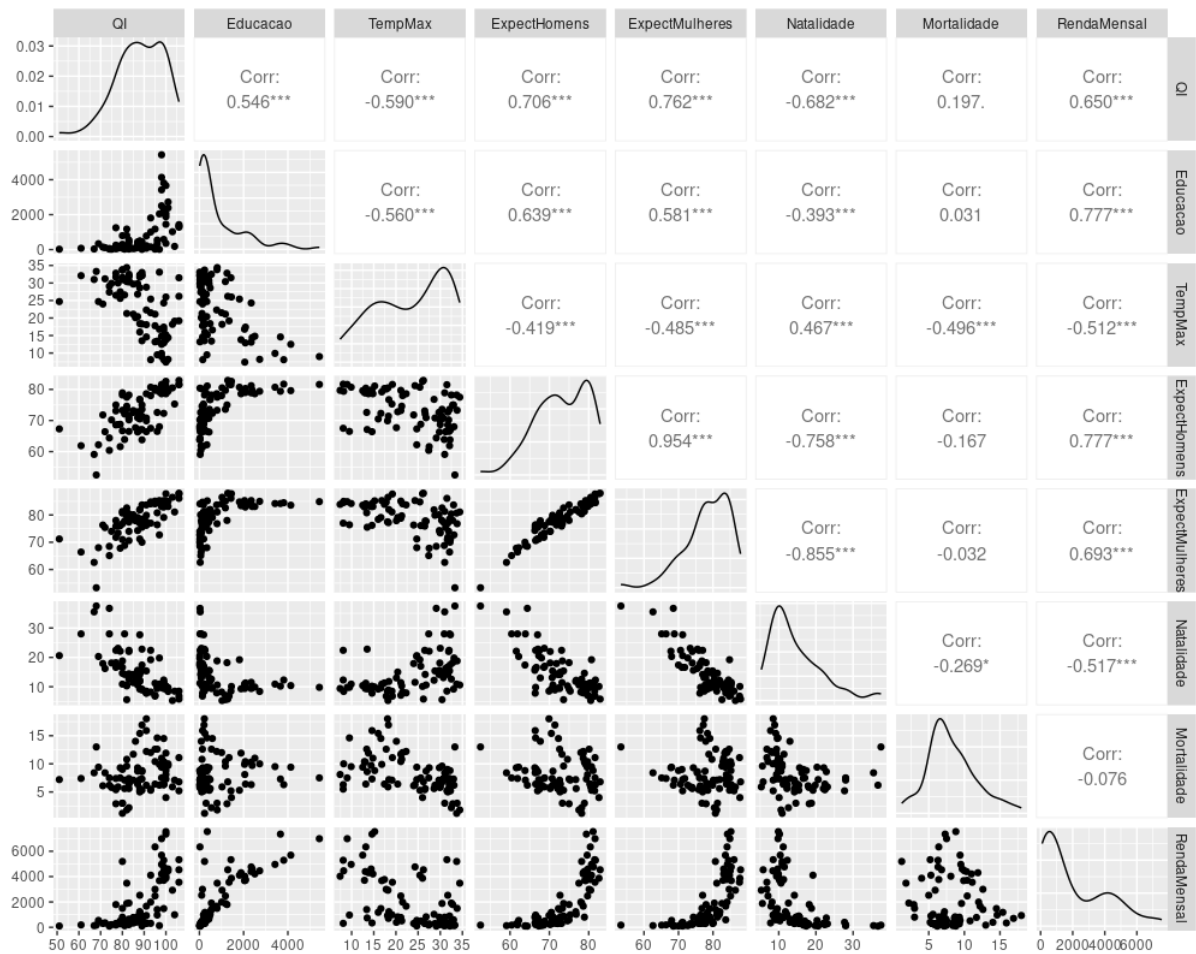 QI Educacao TempMax ExpectHomens ExpectMulheres Natalidade Mortalidade RendaMensal
0.03
0.02
0.01
0.00
Corr: Corr: Corr: Corr: Corr: Corr: Corr:
0.546*** -0.590*** 0.706*** 0.762*** -0.682*** 0.197. 0.650***
QI
4000
2000
0
Corr: Corr: Corr: Corr: Corr: Corr:
-0.560*** 0.639*** 0.581*** -0.393*** 0.031 0.777***
Educacao
35
30
25
20
15
10
Corr: Corr: Corr: Corr: Corr:
-0.419*** -0.485*** 0.467*** -0.496*** -0.512***
TempMax
80
70
60
Corr: Corr: Corr: Corr:
0.954*** -0.758*** -0.167 0.777***
ExpectHomens
80
70
60
Corr: Corr: Corr:
-0.855*** -0.032 0.693***
ExpectMulheres
30
20
10
Corr: Corr:
-0.269* -0.517***
Natalidade
15
10
5
Corr:
-0.076
Mortalidade
6000
4000
2000
0
RendaMensal
50 60 70 80 90 100 0 2000 4000 10 15 20 25 30 35 60 70 80 60 70 80 10 20 30 5 10 15 0 2000 4000 6000